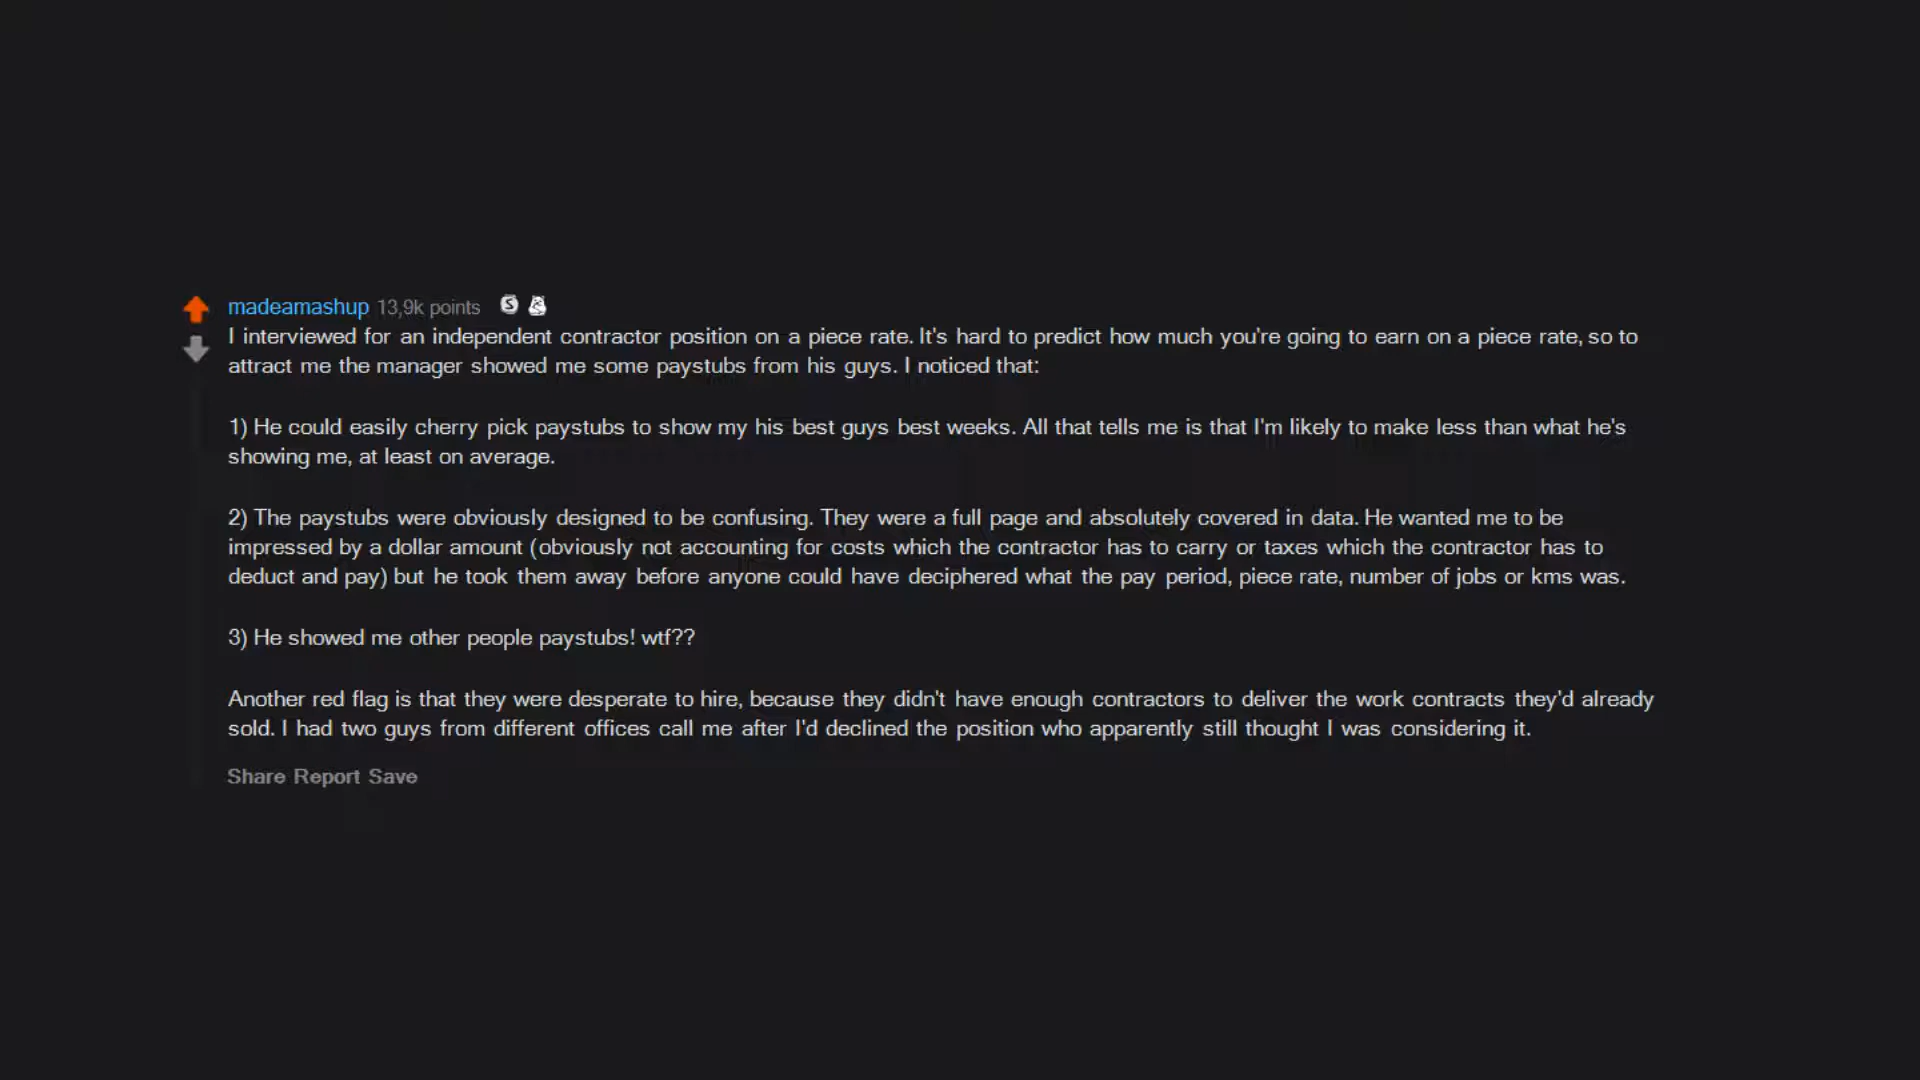 madeamashup 13,9k points
I interviewed for an independent contractor position on a piece rate. It's hard to predict how much you're going to earn on a piece rate, so to
attract me the manager showed me some paystubs from his guys. I noticed that:
1) He could easily cherry pick paystubs to show my his best guys best weeks. All that tells me is that I'm likely to make less than what he's
showing me, at least on average.
2) The paystubs were obviously designed to be confusing. They were a full page and absolutely covered in data. He wanted me to be
impressed by a dollar amount (obviously not accounting for costs which the contractor has to carry or taxes which the contractor has to
deduct and pay) but he took them away before anyone could have deciphered what the pay period, piece rate, number of jobs or kms was.
3) He showed me other people paystubs! wtf??
Another red flag is that they were desperate to hire, because they didn't have enough contractors to deliver the work contracts they'd already
sold. I had two guys from different offices call me after I'd declined the position who apparently still thought I was considering it.
Share Report Save